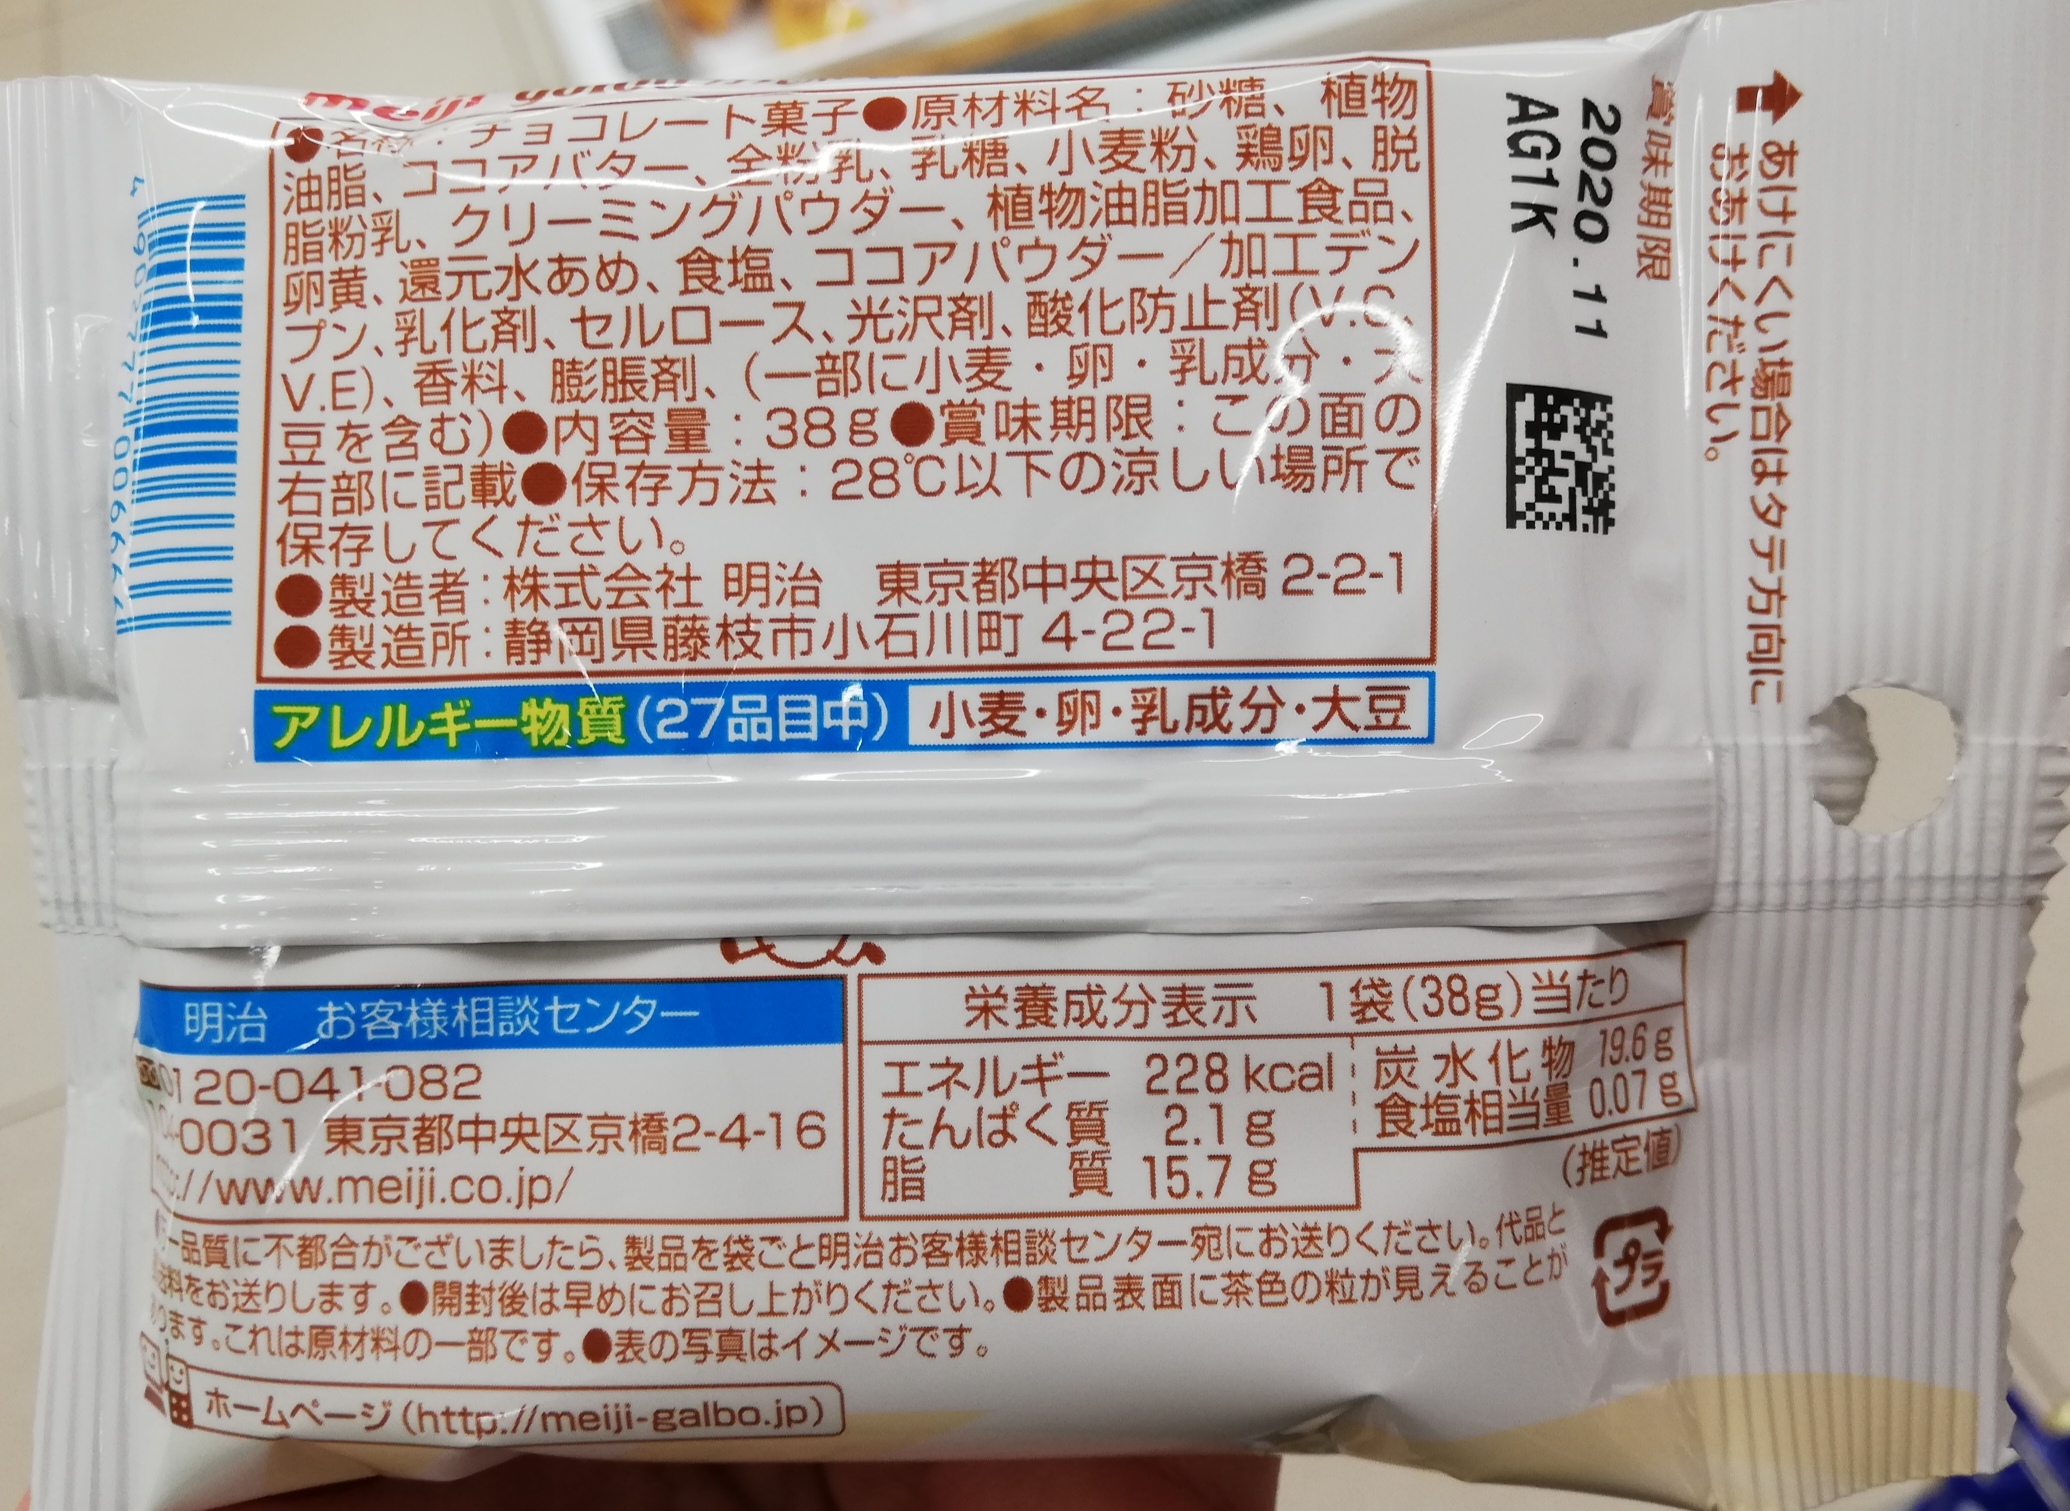 meiji
●名称：チョコレート菓子●原材料名：砂糖、植物
油脂、ココアバター、全粉乳、乳糖、小麦粉、鶏卵、脱
脂粉乳、クリーミングパウダー、植物油脂加工食品、
卵黄、還元水あめ、食塩、ココアパウダー／加工デン
プン、乳化剤、セルロース、光沢剤、酸化防止剤(V.C、
V.E)、香料、膨脹剤、(一部に小麦・卵・乳成分・大
豆を含む)●内容量：38g●賞味期限：この面の
右部に記載●保存方法：28℃以下の涼しい場所で
保存してください。
●製造者：株式会社 明治　東京都中央区京橋 2-2-1
●製造所：静岡県藤枝市小石川町 4-22-1
アレルギー物質(27品目中) 小麦・卵・乳成分・大豆
賞味期限
2020.11
AG1K
あけにくい場合はタテ方向に
おあけください。
明治　お客様相談センター
0120-041-082
-0031 東京都中央区京橋2-4-16
://www.meiji.co.jp/
栄養成分表示　1袋(38g)当たり
エネルギー 228 kcal
たんぱく質 2.1 g
脂質 15.7 g
炭水化物 19.6 g
食塩相当量 0.07 g
(推定値)
一品質に不都合がございましたら、製品を袋ごと明治お客様相談センター宛にお送りください。代品と
送料をお送りします。●開封後は早めにお召し上がりください。●製品表面に茶色の粒が見えることが
あります。これは原材料の一部です。●表の写真はイメージです。
プラ
ホームページ(http://meiji-galbo.jp)